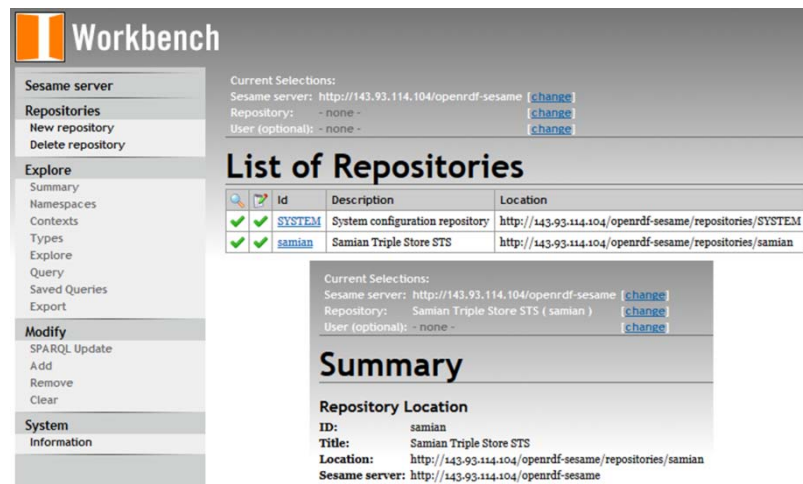 Workbench
Sesame server
Repositories
New repository
Delete repository
Explore
Summary
Namespaces
Contexts
Types
Explore
Query
Saved Queries
Export
Modify
SPARQL Update
Add
Remove
Clear
System
Information
Current Selections:
Sesame server: http://143.93.114.104/openrdf-sesame [change]
Repository: - none - [change]
User (optional): - none - [change]
List of Repositories
Id Description Location
SYSTEM System configuration repository http://143.93.114.104/openrdf-sesame/repositories/SYSTEM
samian Samian Triple Store STS http://143.93.114.104/openrdf-sesame/repositories/samian
Current Selections:
Sesame server: http://143.93.114.104/openrdf-sesame [change]
Repository: Samian Triple Store STS ( samian ) [change]
User (optional): - none - [change]
Summary
Repository Location
ID: samian
Title: Samian Triple Store STS
Location: http://143.93.114.104/openrdf-sesame/repositories/samian
Sesame server: http://143.93.114.104/openrdf-sesame